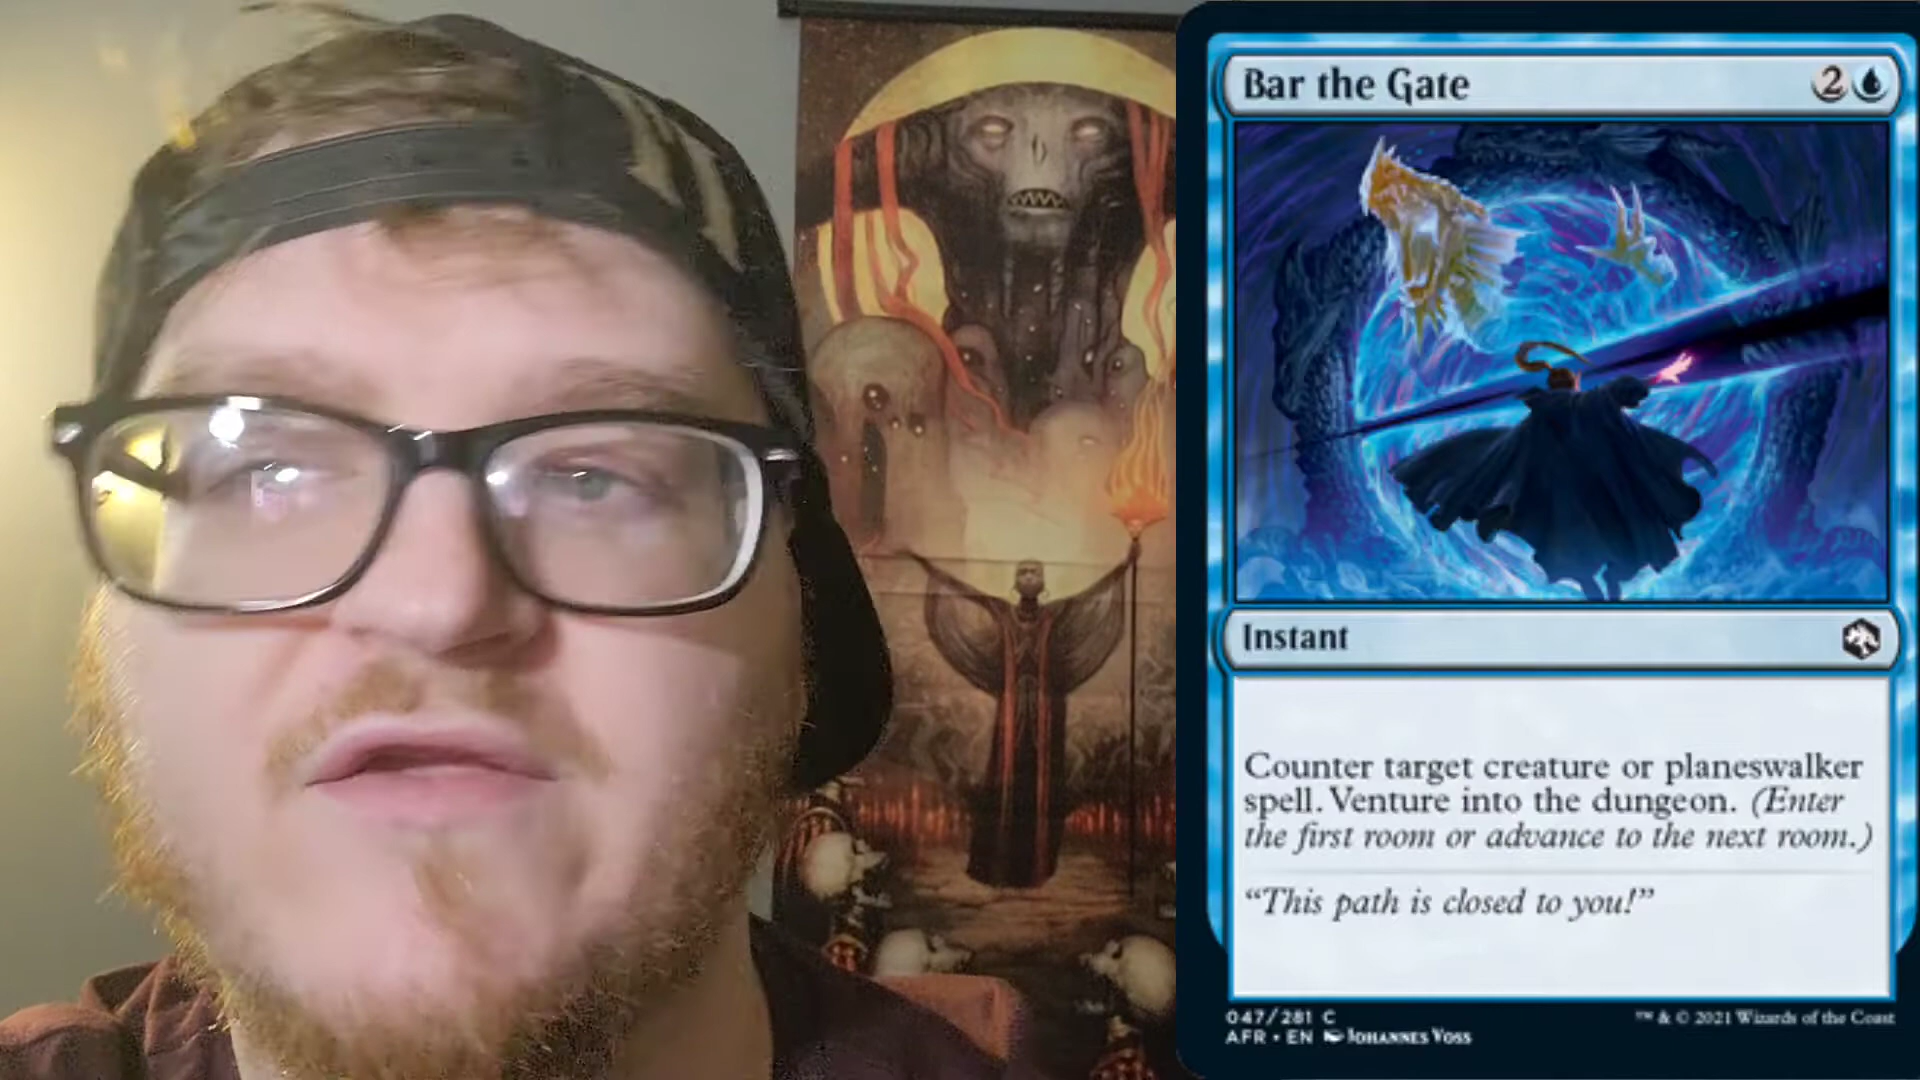 Bar the Gate
2
Instant
Counter target creature or planeswalker
spell. Venture into the dungeon. (Enter
the first room or advance to the next room.)
“This path is closed to you!”
047/281 C
AFR • EN Johannes Voss
™ & © 2021 Wizards of the Coast